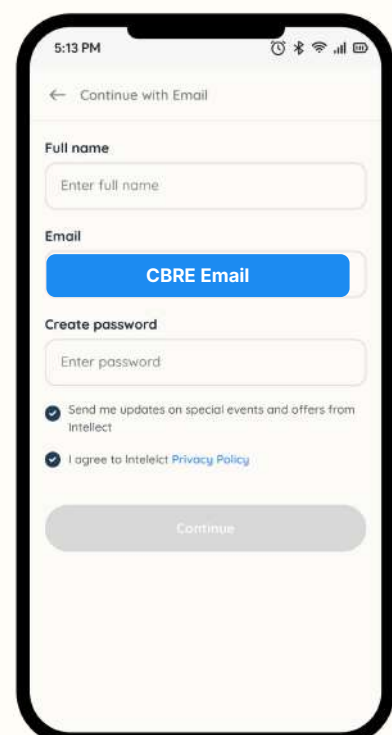 5:13 PM
Continue with Email
Full name
Enter full name
Email
CBRE Email
Create password
Enter password
Send me updates on special events and offers from
Intellect
I agree to Intelelct Privacy Policy
Continue